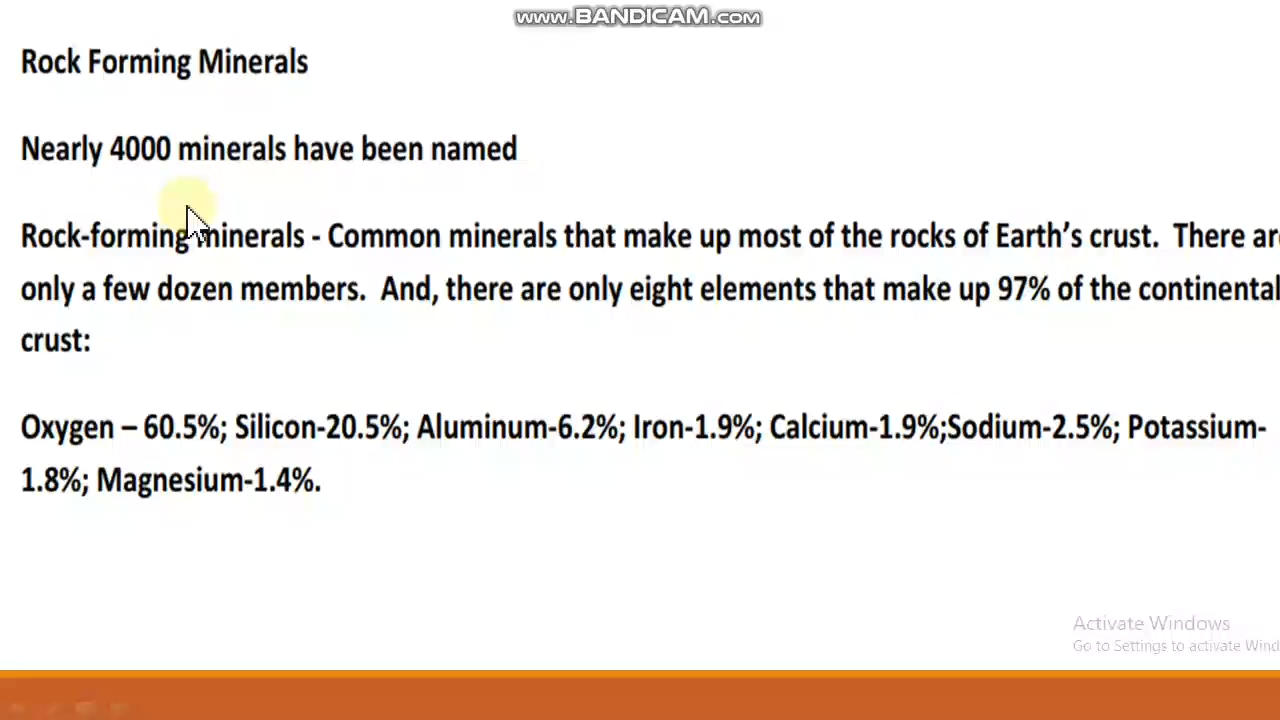 www.BANDICAM.com
Rock Forming Minerals
Nearly 4000 minerals have been named
Rock-forming minerals - Common minerals that make up most of the rocks of Earth's crust. There are
only a few dozen members. And, there are only eight elements that make up 97% of the continental
crust:
Oxygen – 60.5%; Silicon-20.5%; Aluminum-6.2%; Iron-1.9%; Calcium-1.9%;Sodium-2.5%; Potassium-
1.8%; Magnesium-1.4%.
Activate Windows
Go to Settings to activate Wind